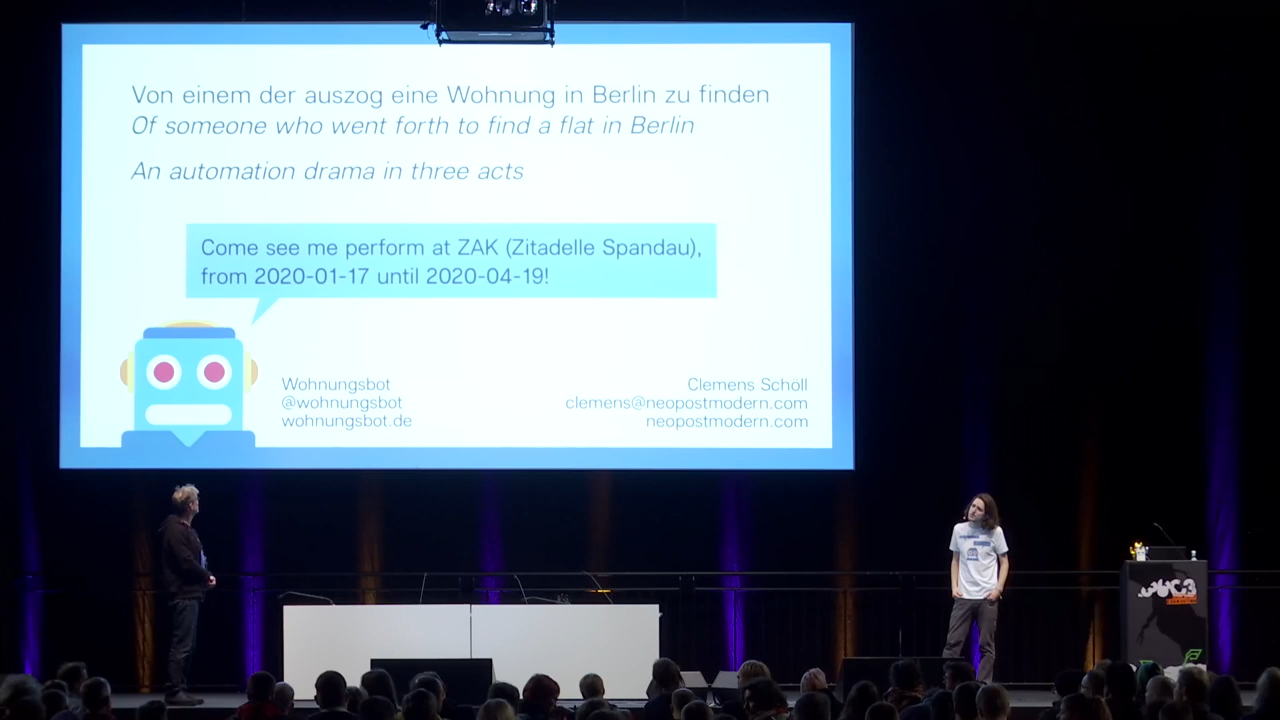 Von einem der auszog eine Wohnung in Berlin zu finden
Of someone who went forth to find a flat in Berlin
An automation drama in three acts
Come see me perform at ZAK (Zitadelle Spandau),
from 2020-01-17 until 2020-04-19!
Wohnungsbot
@wohnungsbot
wohnungsbot.de
Clemens Schöll
clemens@neopostmodern.com
neopostmodern.com